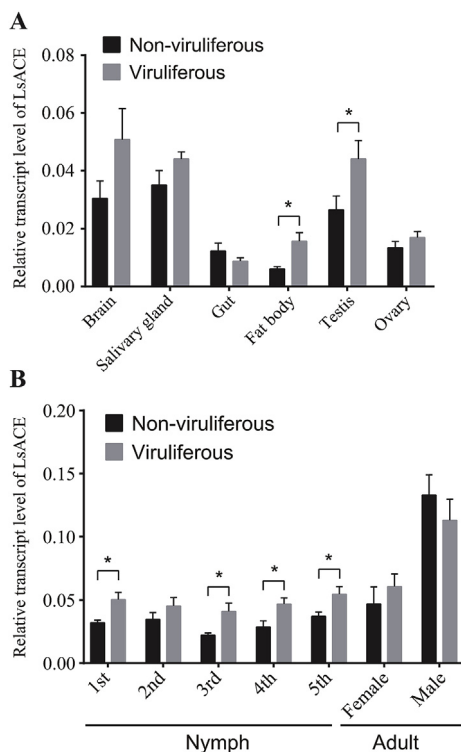 A
Non-viruliferous
Viruliferous
Relative transcript level of LsACE
0.08
0.06
0.04
0.02
0.00
*
*
Brain
Salivary gland
Gut
Fat body
Testis
Ovary
B
Non-viruliferous
Viruliferous
Relative transcript level of LsACE
0.20
0.15
0.10
0.05
0.00
*
*
*
*
1st
2nd
3rd
4th
5th
Female
Male
Nymph
Adult